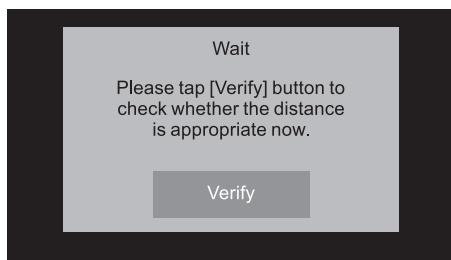 Wait
Please tap [Verify] button to
check whether the distance
is appropriate now.
Verify